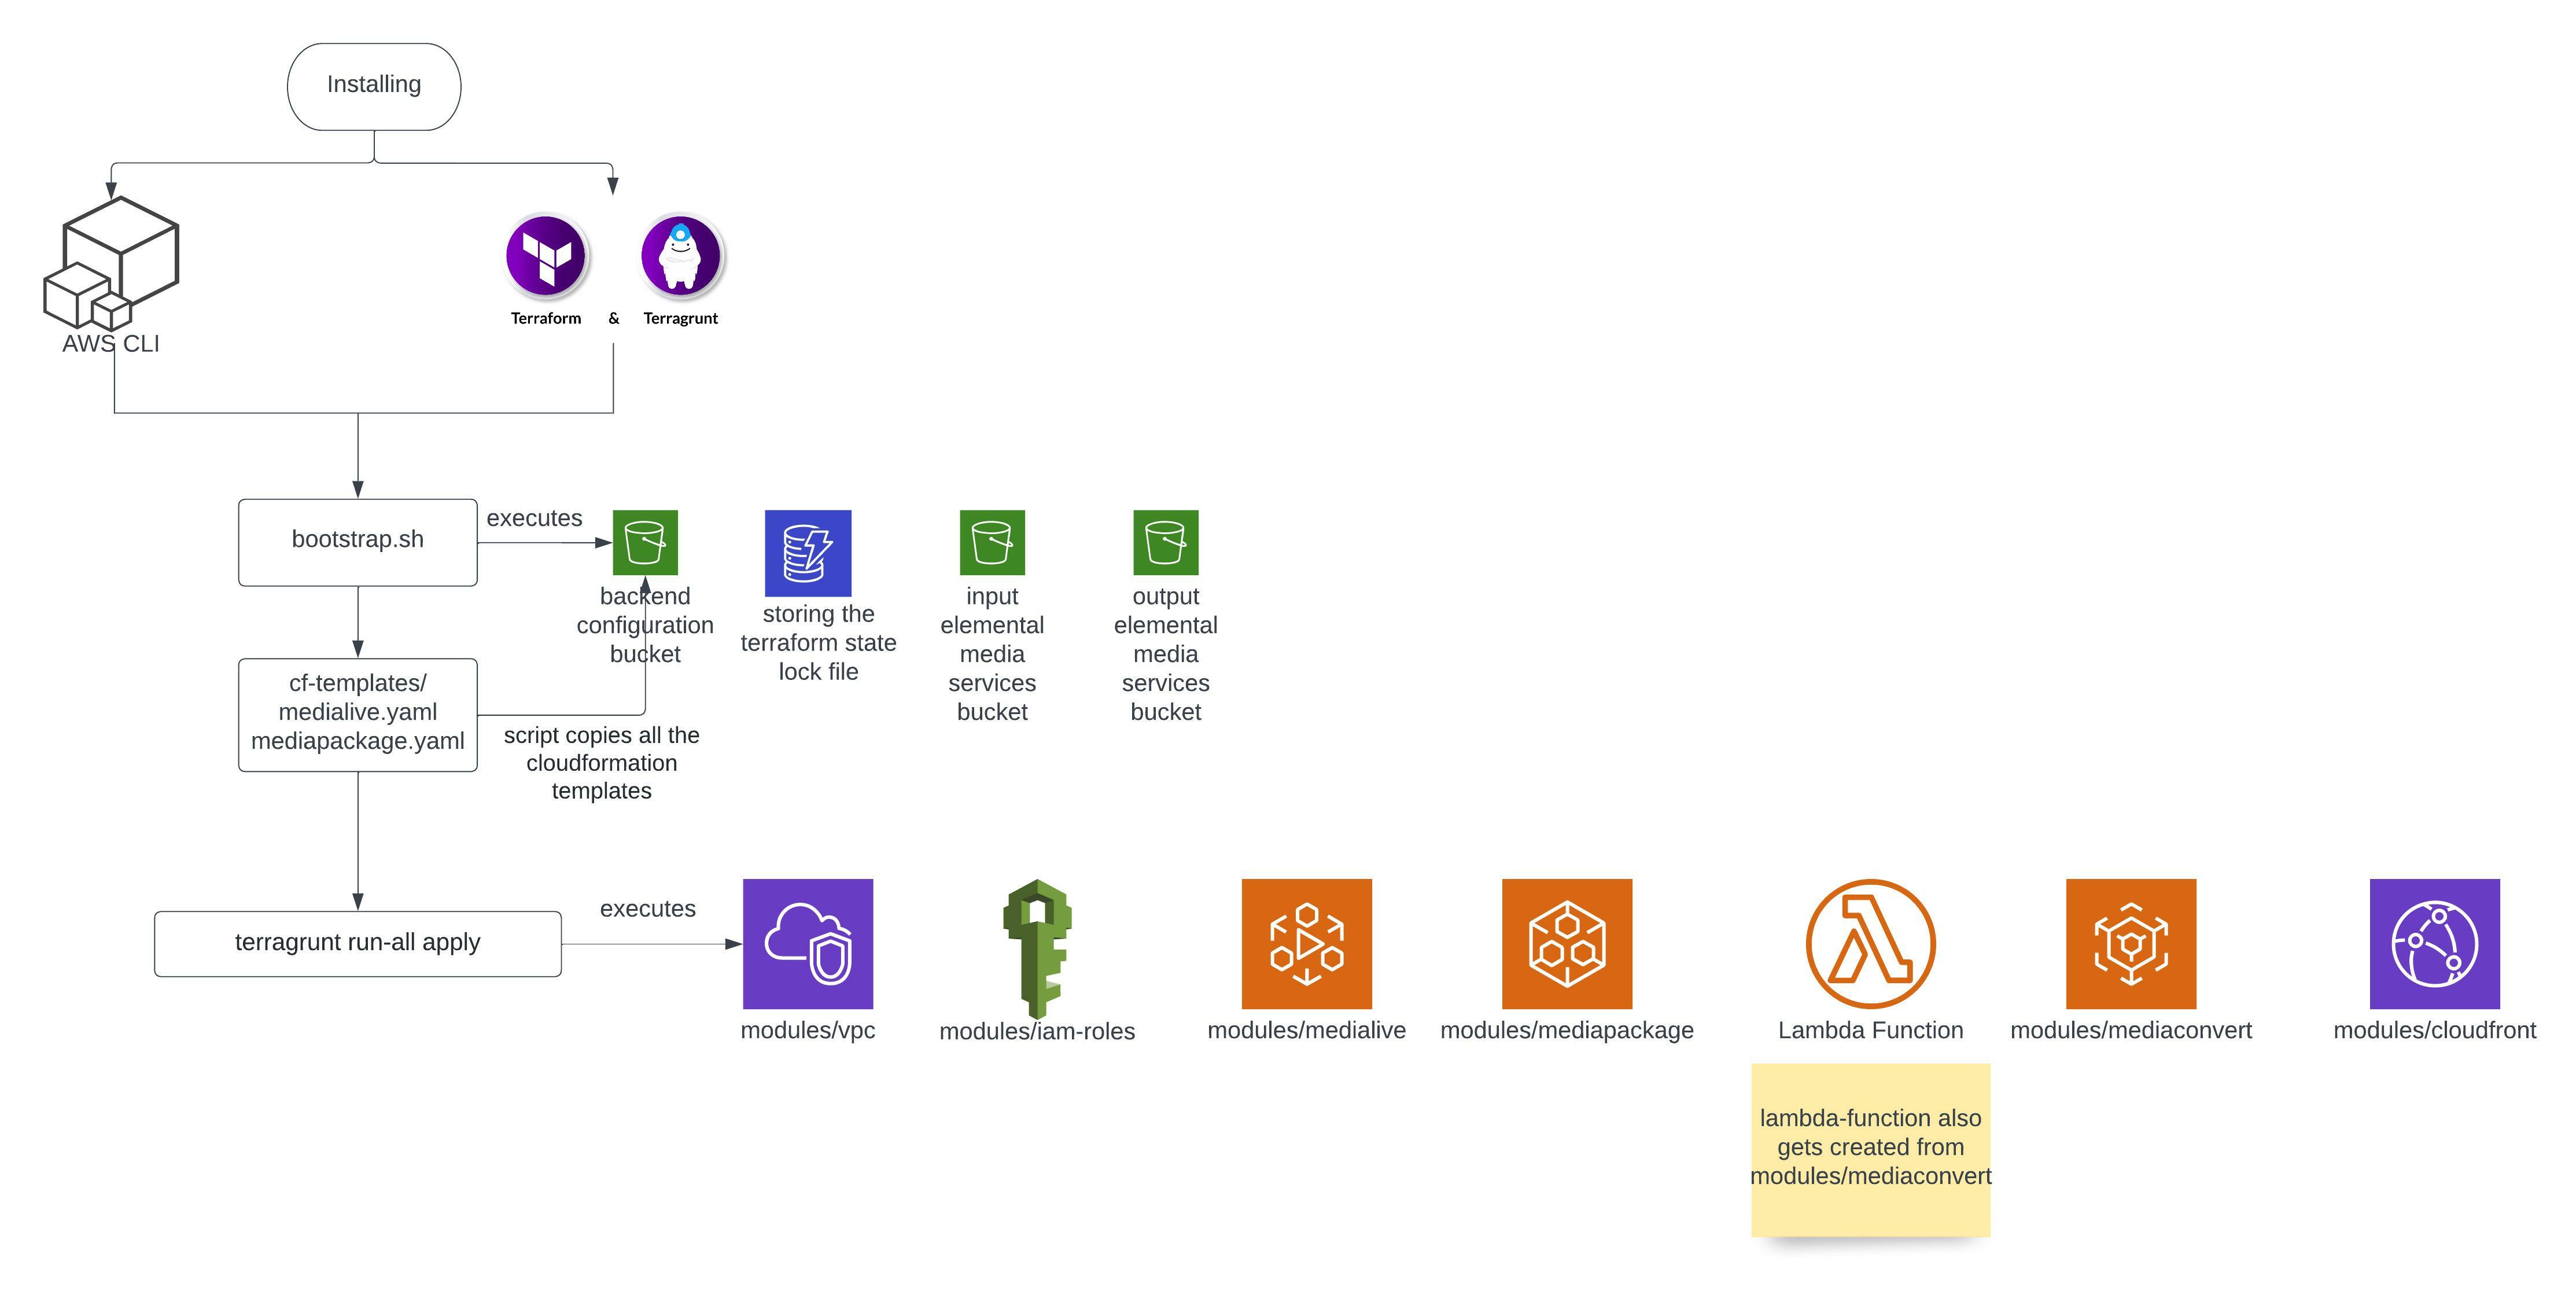 Installing
AWS CLI
Terraform & Terragrunt
bootstrap.sh
executes
backend
configuration
bucket
storing the
terraform state
lock file
input
elemental
media
services
bucket
output
elemental
media
services
bucket
cf-templates/
medialive.yaml
mediapackage.yaml
script copies all the
cloudformation
templates
terragrunt run-all apply
executes
modules/vpc
modules/iam-roles
modules/medialive
modules/mediapackage
Lambda Function
modules/mediaconvert
modules/cloudfront
lambda-function also
gets created from
modules/mediaconvert